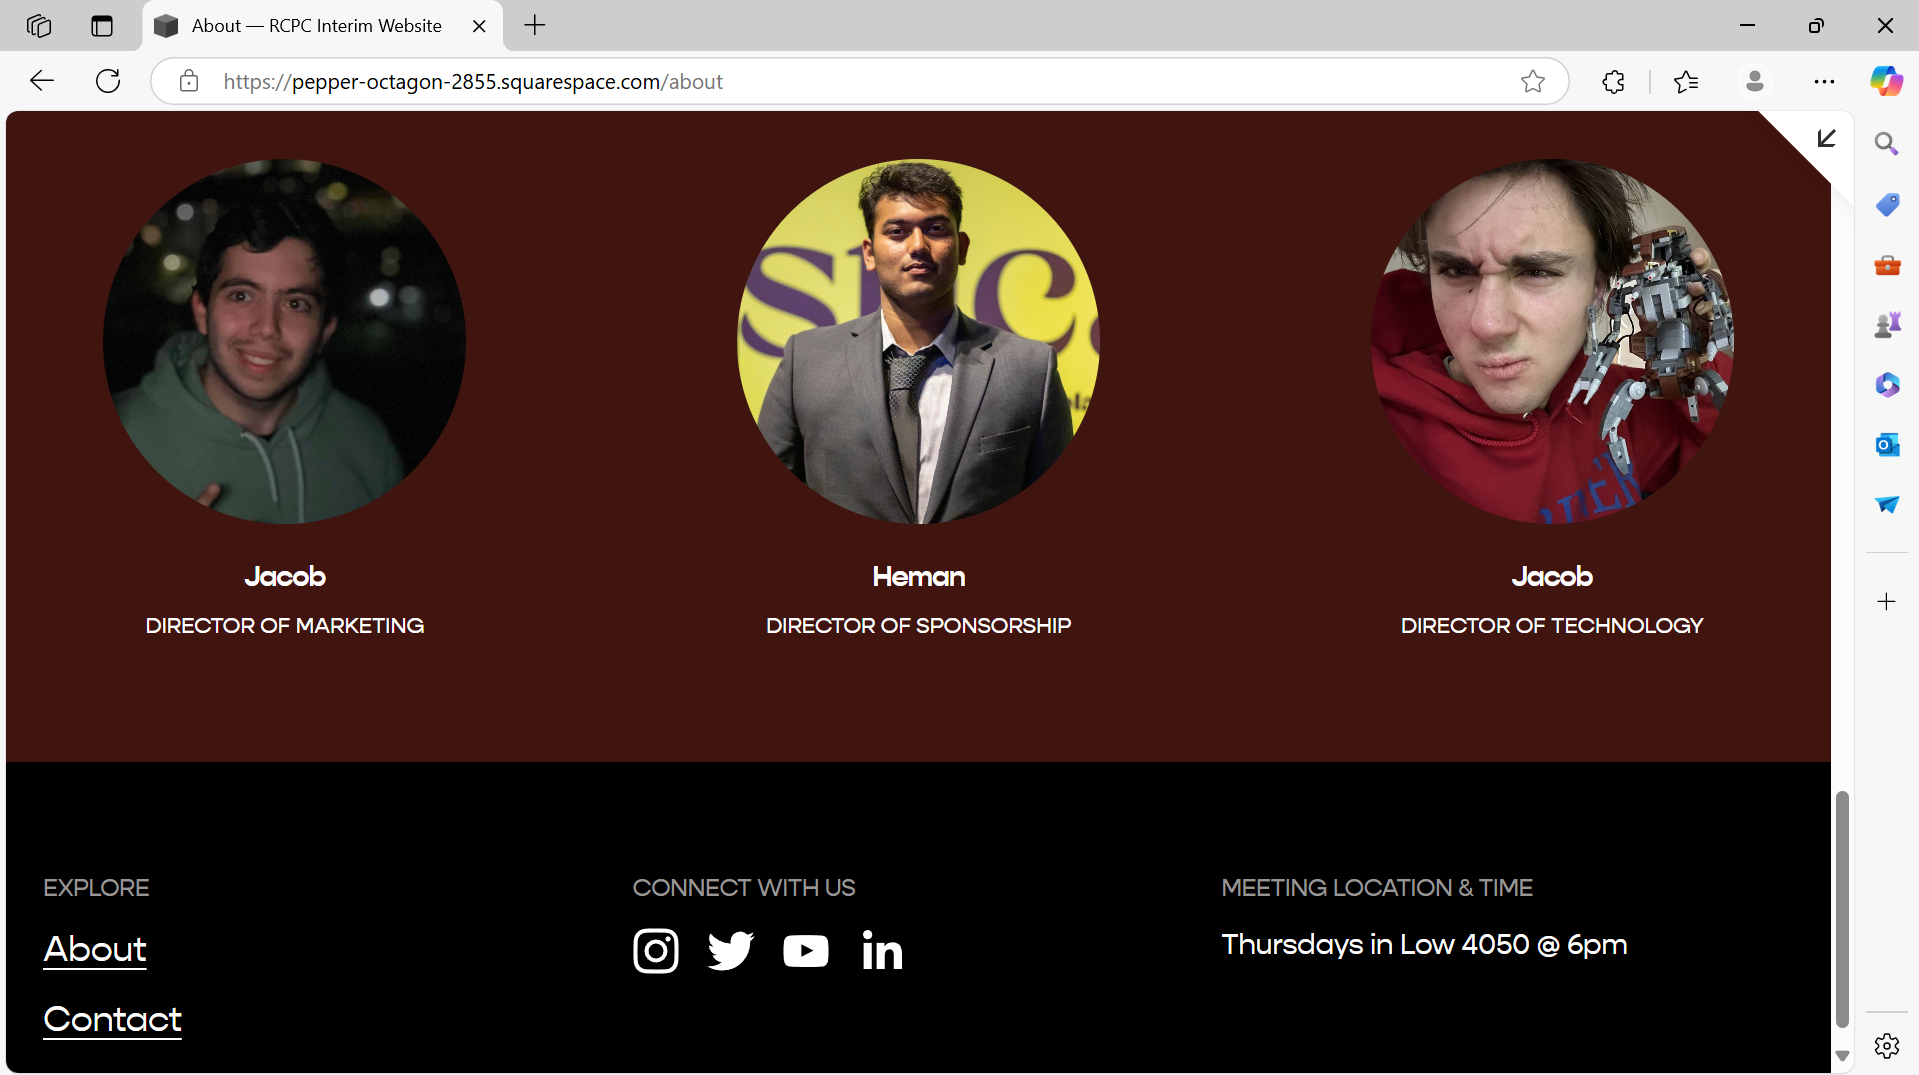 About — RCPC Interim Website
https://pepper-octagon-2855.squarespace.com/about
Jacob
DIRECTOR OF MARKETING
Heman
DIRECTOR OF SPONSORSHIP
Jacob
DIRECTOR OF TECHNOLOGY
EXPLORE
About
Contact
CONNECT WITH US
MEETING LOCATION & TIME
Thursdays in Low 4050 @ 6pm